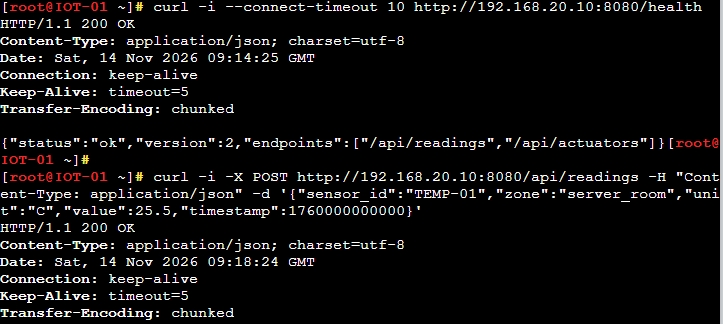 [root@IOT-01 ~]# curl -i --connect-timeout 10 http://192.168.20.10:8080/health
HTTP/1.1 200 OK
Content-Type: application/json; charset=utf-8
Date: Sat, 14 Nov 2026 09:14:25 GMT
Connection: keep-alive
Keep-Alive: timeout=5
Transfer-Encoding: chunked

{"status":"ok","version":2,"endpoints":["/api/readings","/api/actuators"]}[root@
IOT-01 ~]#
[root@IOT-01 ~]# curl -i -X POST http://192.168.20.10:8080/api/readings -H "Cont
ent-Type: application/json" -d '{"sensor_id":"TEMP-01","zone":"server_room","uni
t":"C","value":25.5,"timestamp":1760000000000}'
HTTP/1.1 200 OK
Content-Type: application/json; charset=utf-8
Date: Sat, 14 Nov 2026 09:18:24 GMT
Connection: keep-alive
Keep-Alive: timeout=5
Transfer-Encoding: chunked